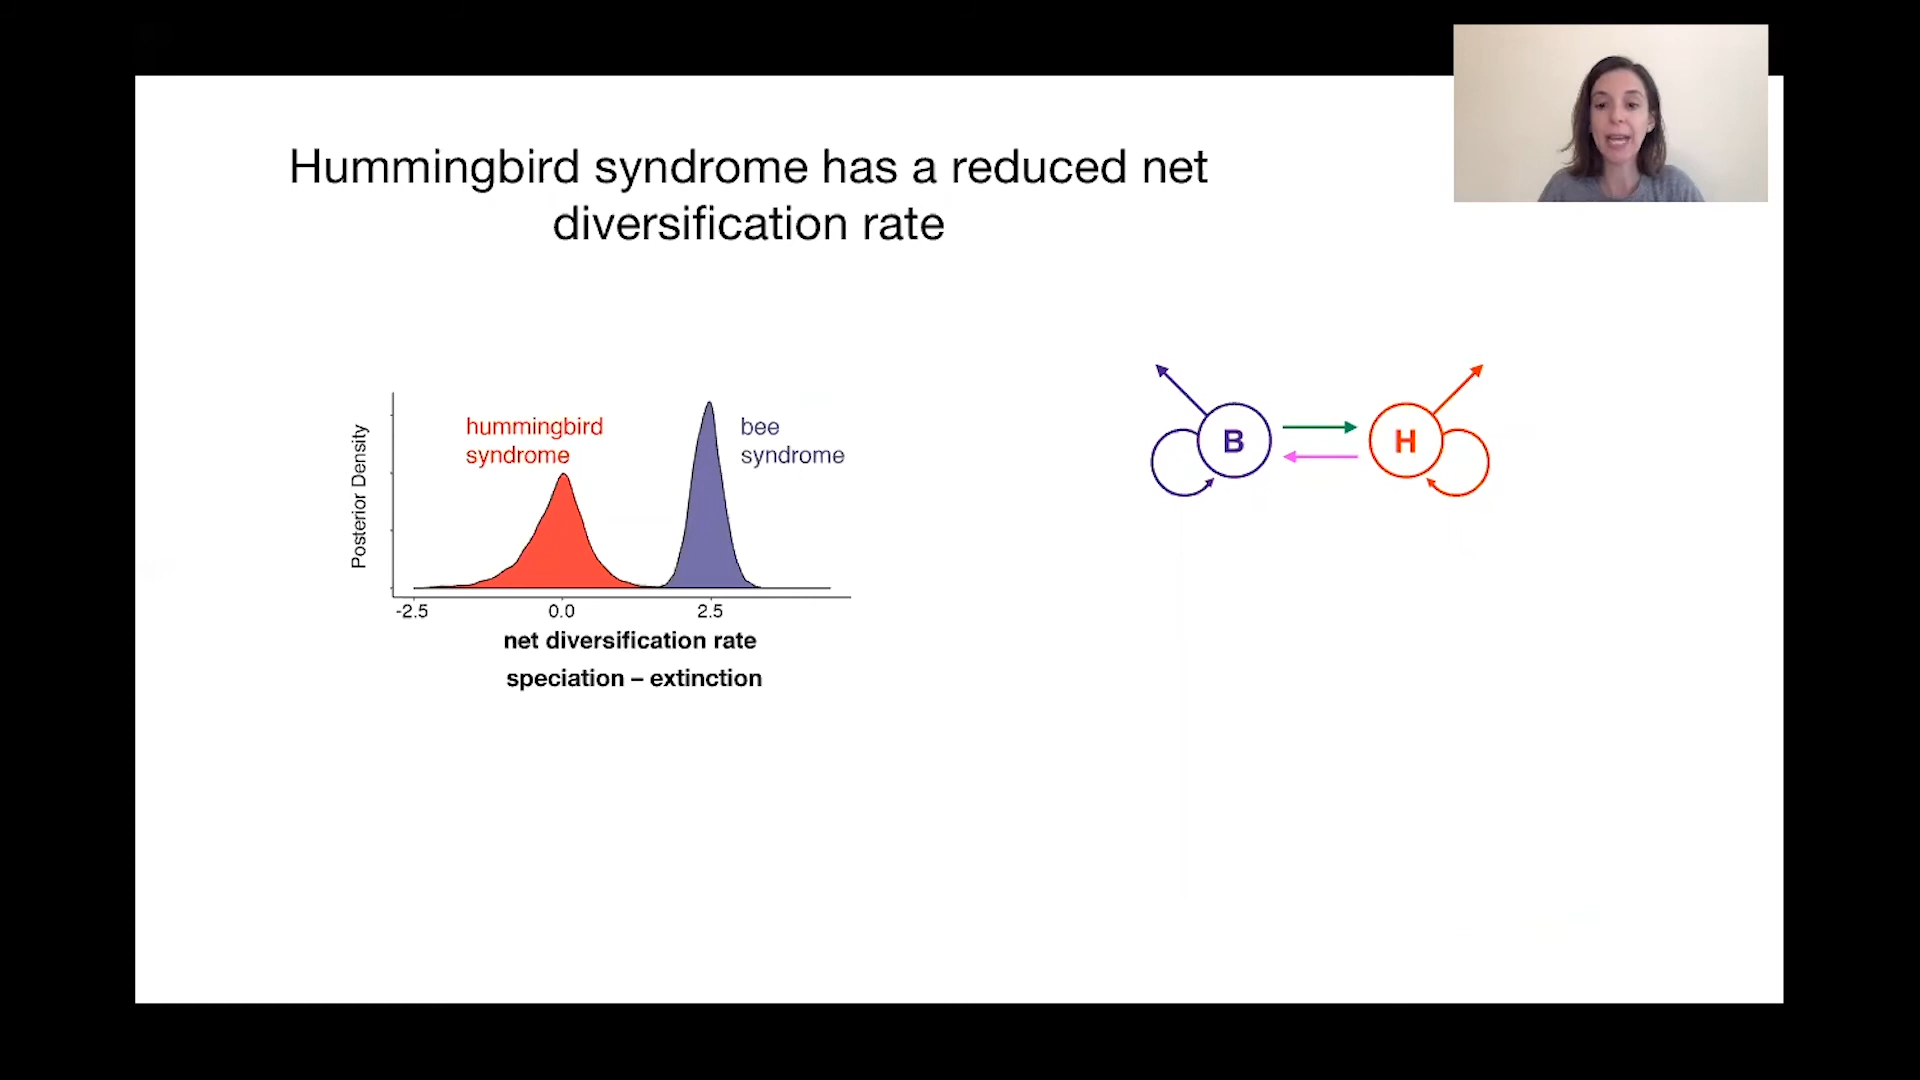 Hummingbird syndrome has a reduced net
diversification rate
Posterior Density
hummingbird
syndrome
bee
syndrome
-2.5
0.0
2.5
net diversification rate
speciation – extinction
B
H